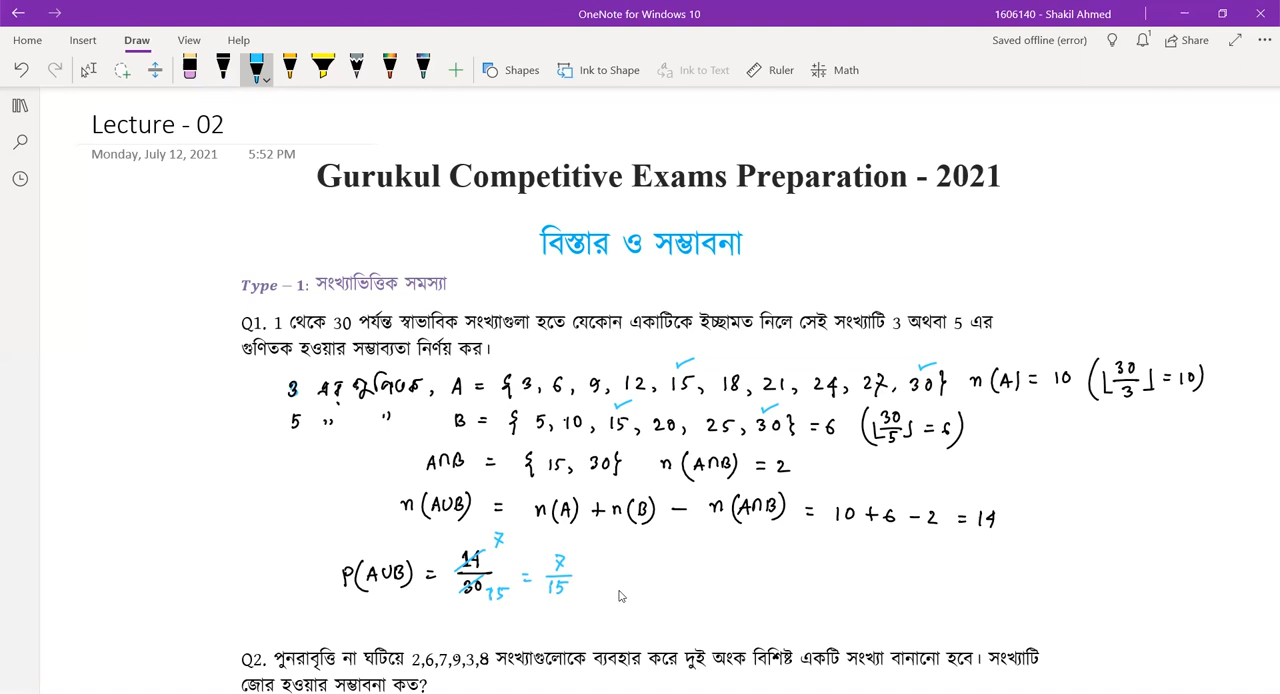 OneNote for Windows 10
1606140 - Shakil Ahmed
Home Insert Draw View Help
Saved offline (error) Share
Shapes Ink to Shape Ink to Text Ruler Math
Lecture - 02
Monday, July 12, 2021 5:52 PM
Gurukul Competitive Exams Preparation - 2021
বিস্তার ও সম্ভাবনা
Type – 1: সংখ্যাভিত্তিক সমস্যা
Q1. 1 থেকে 30 পর্যন্ত স্বাভাবিক সংখ্যাগুলা হতে যেকোন একাটিকে ইচ্ছামত নিলে সেই সংখ্যাটি 3 অথবা 5 এর
গুণিতক হওয়ার সম্ভাব্যতা নির্ণয় কর।
3 এর গুণিতক, A = {3, 6, 9, 12, 15, 18, 21, 24, 27, 30} n(A) = 10 (⌊30/3⌋ = 10)
5 " " B = {5, 10, 15, 20, 25, 30} = 6 (⌊30/5⌋ = 6)
A∩B = {15, 30} n(A∩B) = 2
n(A∪B) = n(A) + n(B) − n(A∩B) = 10 + 6 − 2 = 14
7
P(A∪B) = 14/30 = 7/15
15
Q2. পুনরাবৃত্তি না ঘটিয়ে 2,6,7,9,3,8 সংখ্যাগুলোকে ব্যবহার করে দুই অংক বিশিষ্ট একটি সংখ্যা বানানো হবে। সংখ্যাটি
জোর হওয়ার সম্ভাবনা কত?